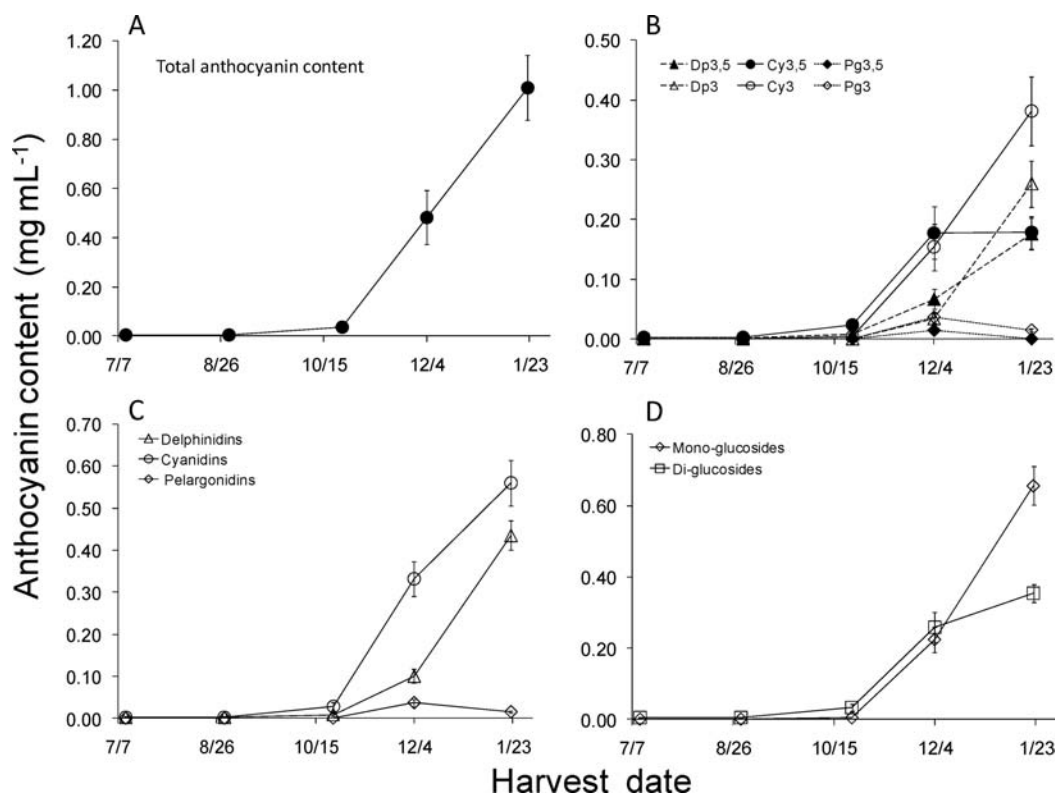 Anthocyanin content (mg mL⁻¹)
A
Total anthocyanin content
1.20
1.00
0.80
0.60
0.40
0.20
0.00
7/7 8/26 10/15 12/4 1/23
B
Dp3,5 Cy3,5 Pg3,5
Dp3 Cy3 Pg3
0.50
0.40
0.30
0.20
0.10
0.00
7/7 8/26 10/15 12/4 1/23
C
Delphinidins
Cyanidins
Pelargonidins
0.70
0.60
0.50
0.40
0.30
0.20
0.10
0.00
7/7 8/26 10/15 12/4 1/23
D
Mono-glucosides
Di-glucosides
0.80
0.60
0.40
0.20
0.00
7/7 8/26 10/15 12/4 1/23
Harvest date